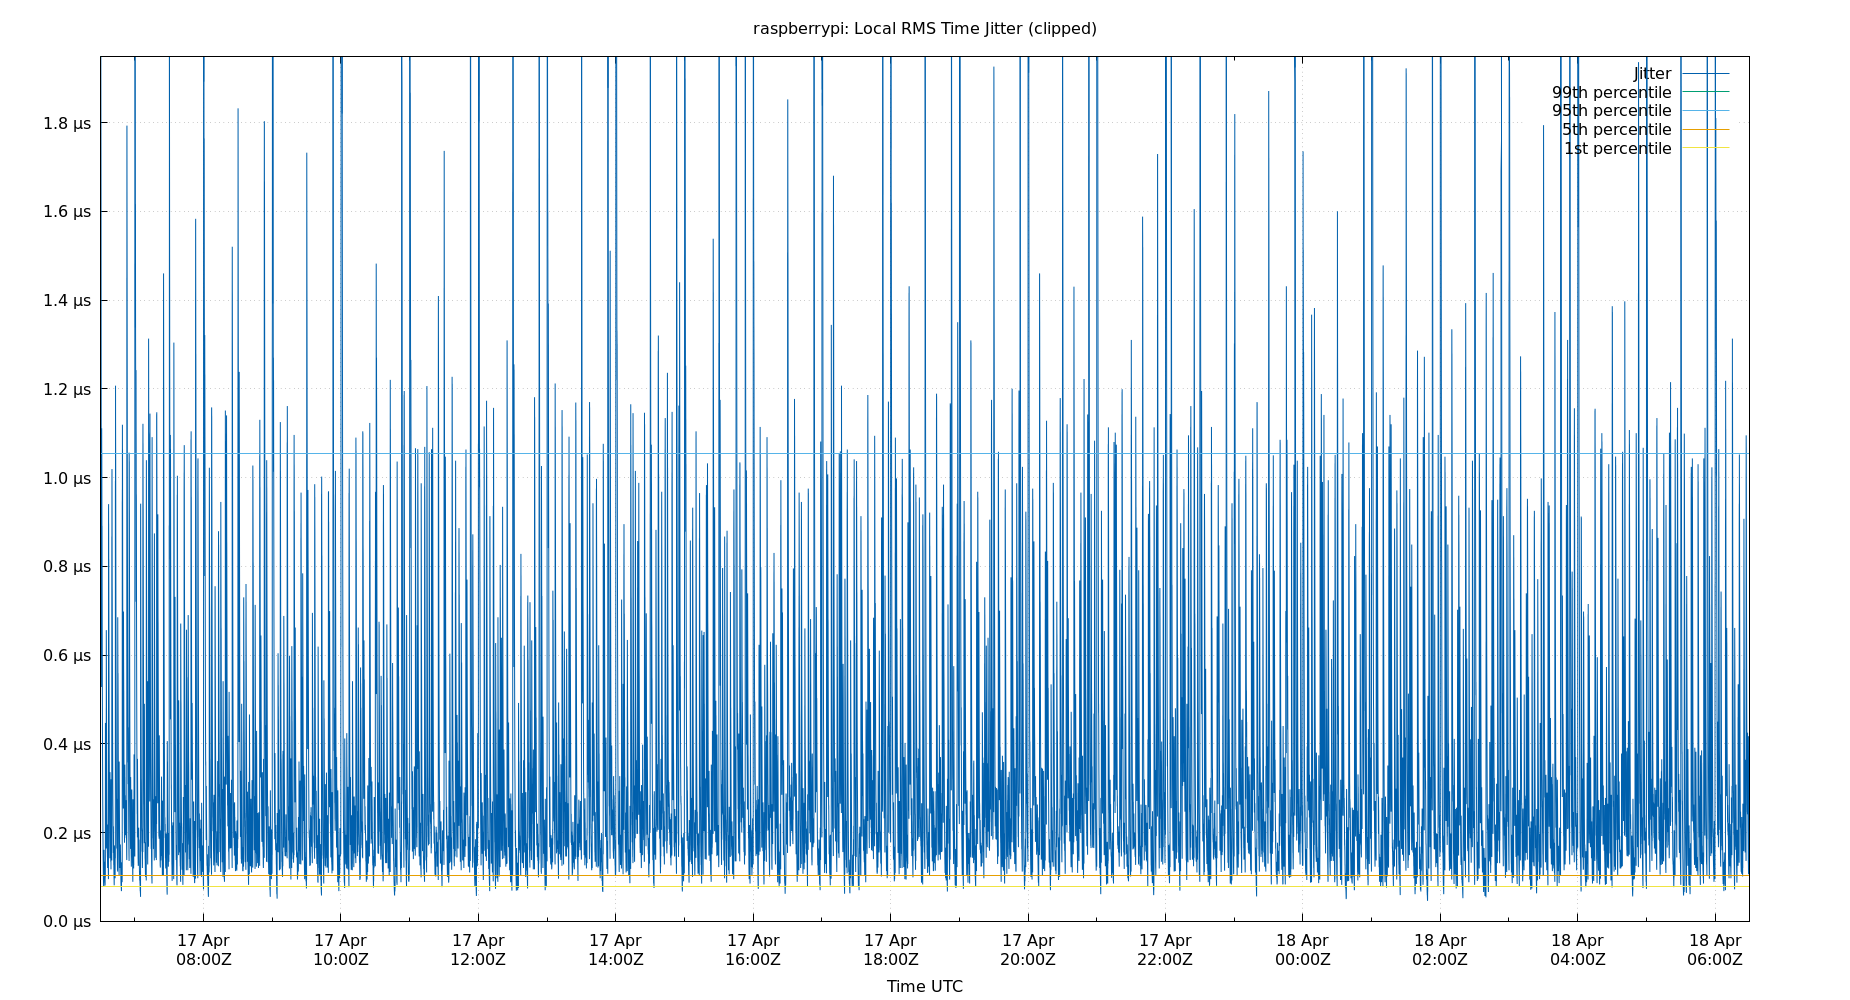 raspberrypi: Local RMS Time Jitter (clipped)
Jitter
99th percentile
95th percentile
5th percentile
1st percentile
1.8 µs
1.6 µs
1.4 µs
1.2 µs
1.0 µs
0.8 µs
0.6 µs
0.4 µs
0.2 µs
0.0 µs
17 Apr 17 Apr 17 Apr 17 Apr 17 Apr 17 Apr 17 Apr 17 Apr 18 Apr 18 Apr 18 Apr 18 Apr
08:00Z 10:00Z 12:00Z 14:00Z 16:00Z 18:00Z 20:00Z 22:00Z 00:00Z 02:00Z 04:00Z 06:00Z
Time UTC